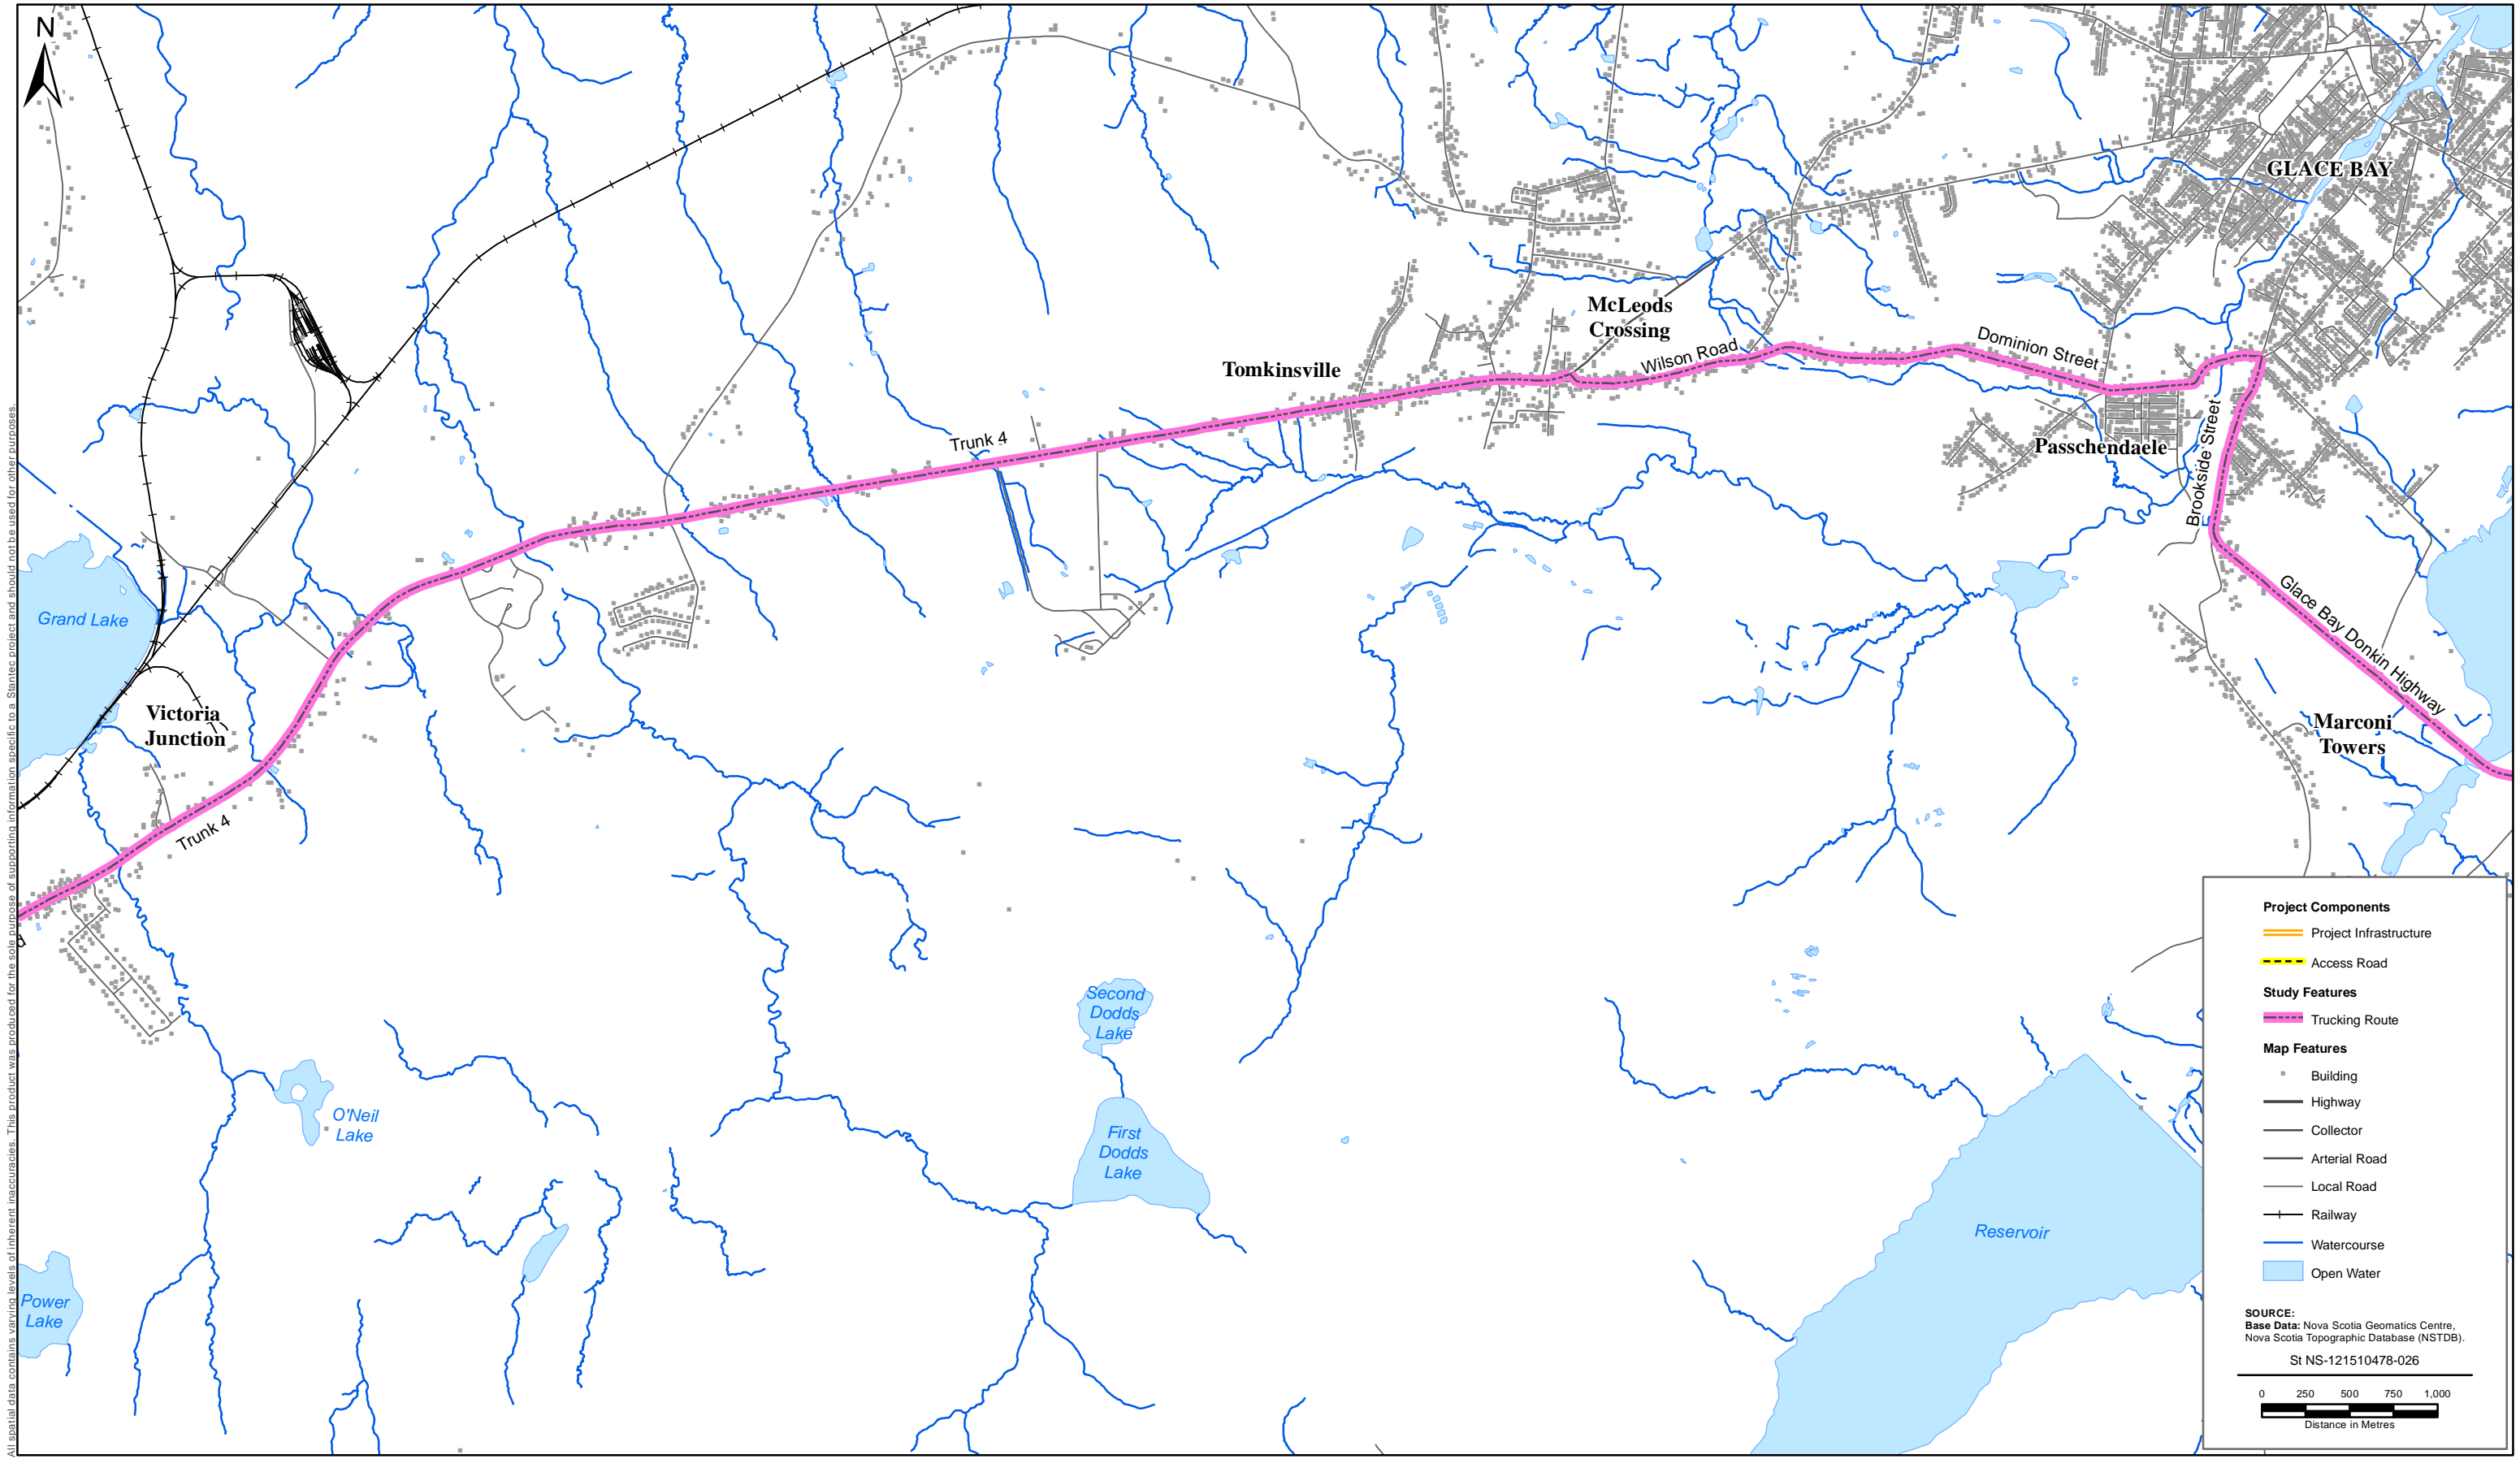 N
GLACE BAY
McLeods
Crossing
Tomkinsville
Wilson Road
Dominion Street
Trunk 4
Passchendaele
Brookside Street
Grand Lake
Glace Bay Donkin Highway
Victoria
Junction
Marconi
Towers
Trunk 4
Second
Dodds
Lake
O'Neil
Lake
First
Dodds
Lake
Reservoir
Power
Lake
Project Components
Project Infrastructure
Access Road
Study Features
Trucking Route
Map Features
Building
Highway
Collector
Arterial Road
Local Road
Railway
Watercourse
Open Water
SOURCE:
Base Data: Nova Scotia Geomatics Centre,
Nova Scotia Topographic Database (NSTDB).
St NS-121510478-026
0 250 500 750 1,000
Distance in Metres
All spatial data contains varying levels of inherent inaccuracies. This product was produced for the sole purpose of supporting information specific to a Stantec project and should not be used for other purposes.